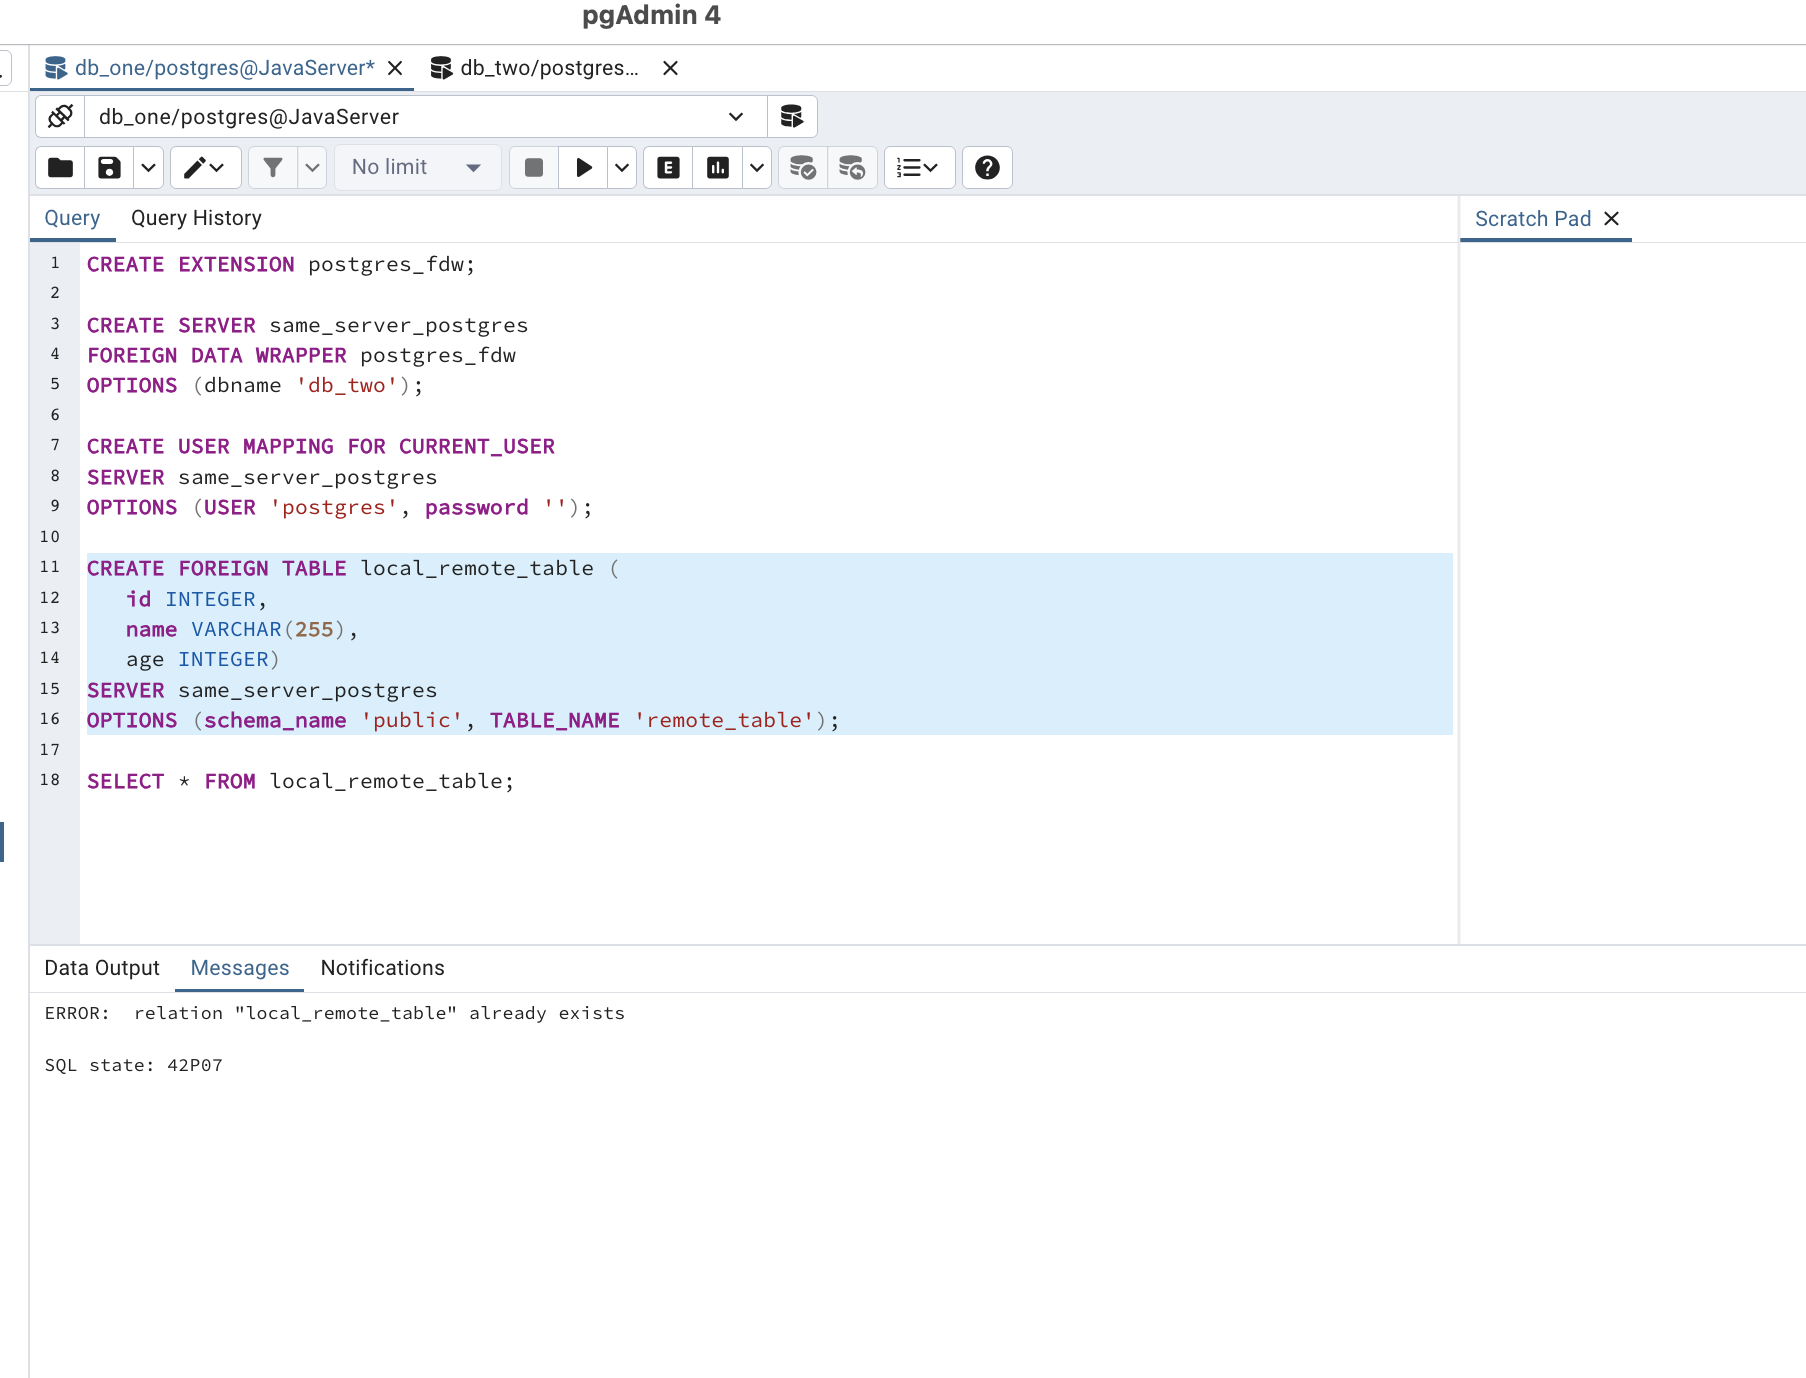 pgAdmin 4
db_one/postgres@JavaServer*
db_two/postgres...
db_one/postgres@JavaServer
No limit
E
Query
Query History
Scratch Pad
1 CREATE EXTENSION postgres_fdw;
2
3 CREATE SERVER same_server_postgres
4 FOREIGN DATA WRAPPER postgres_fdw
5 OPTIONS (dbname 'db_two');
6
7 CREATE USER MAPPING FOR CURRENT_USER
8 SERVER same_server_postgres
9 OPTIONS (USER 'postgres', password '');
10
11 CREATE FOREIGN TABLE local_remote_table (
12 id INTEGER,
13 name VARCHAR(255),
14 age INTEGER)
15 SERVER same_server_postgres
16 OPTIONS (schema_name 'public', TABLE_NAME 'remote_table');
17
18 SELECT * FROM local_remote_table;
Data Output
Messages
Notifications
ERROR:  relation "local_remote_table" already exists
SQL state: 42P07